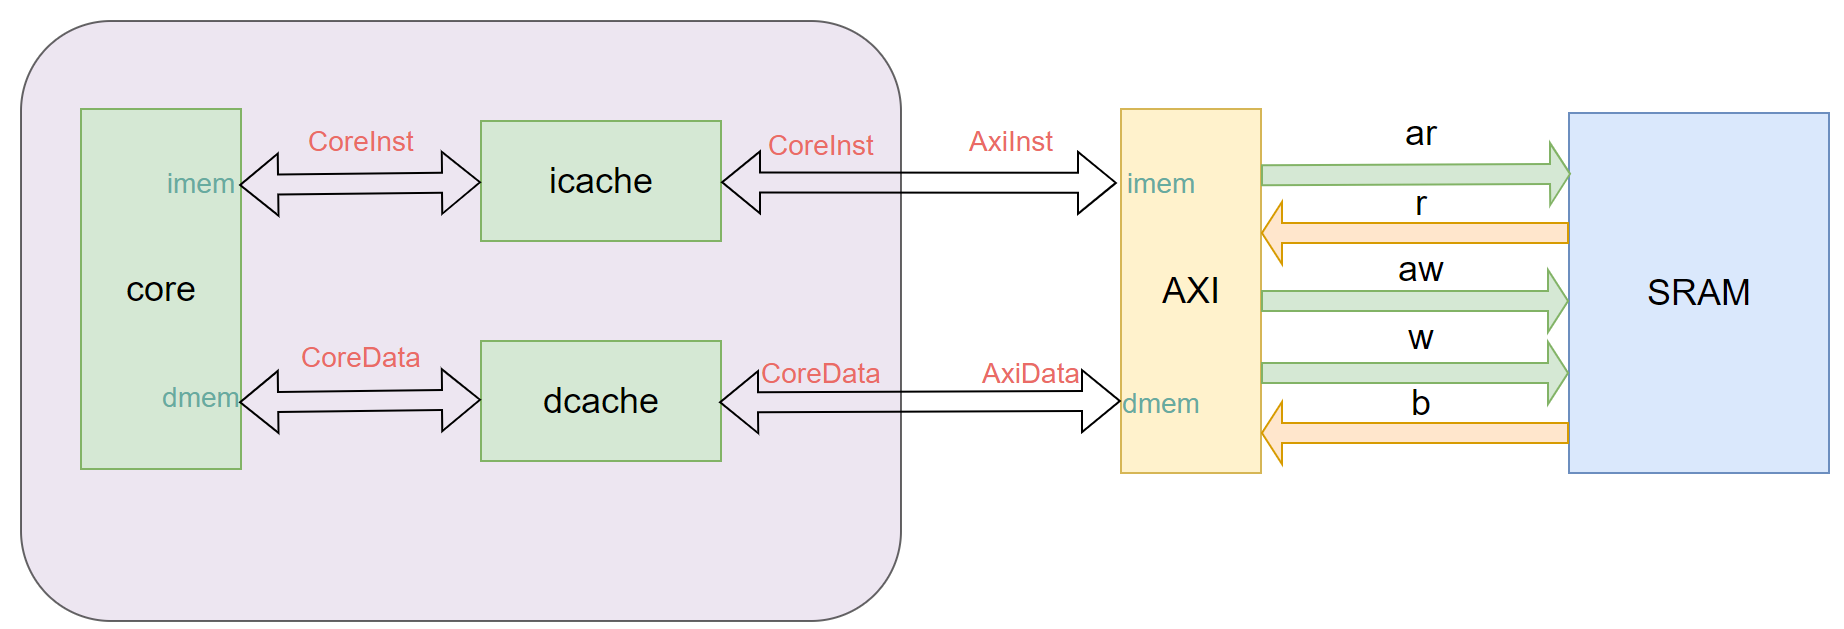 CoreInst
imem
icache
CoreInst
AxiInst
imem
core
CoreData
dmem
dcache
CoreData
AxiData
dmem
AXI
ar
r
aw
w
b
SRAM